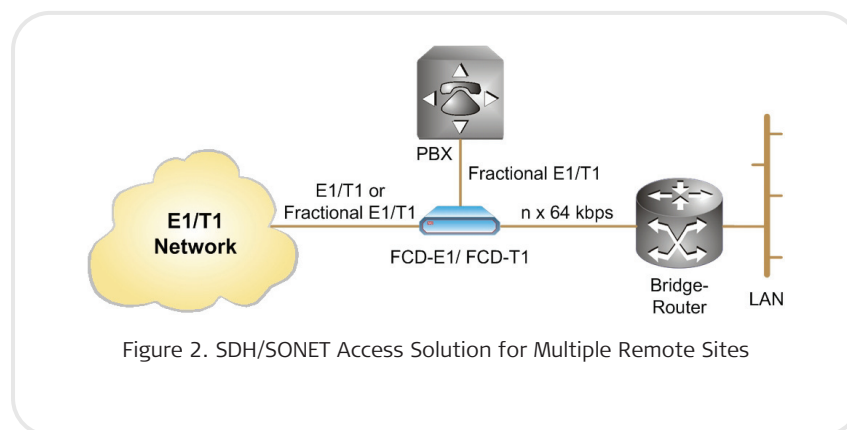 PBX
Fractional E1/T1
E1/T1 or
Fractional E1/T1
n x 64 kbps
E1/T1
Network
FCD-E1/ FCD-T1
Bridge-
Router
LAN
Figure 2. SDH/SONET Access Solution for Multiple Remote Sites